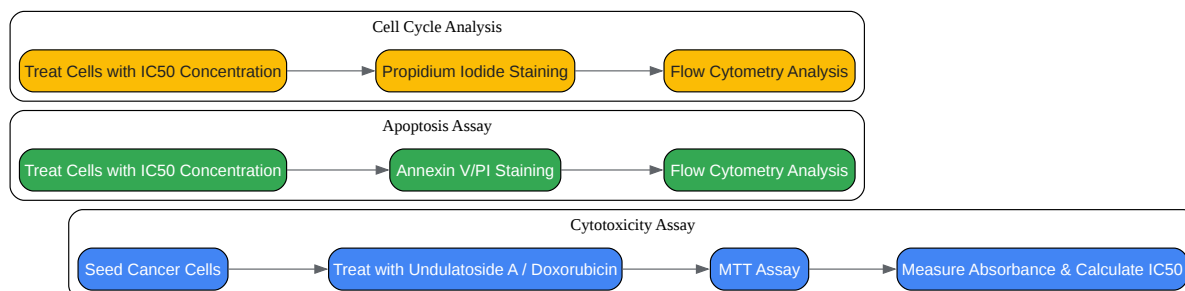 Cell Cycle Analysis
Treat Cells with IC50 Concentration
Propidium Iodide Staining
Flow Cytometry Analysis
Apoptosis Assay
Treat Cells with IC50 Concentration
Annexin V/PI Staining
Flow Cytometry Analysis
Cytotoxicity Assay
Seed Cancer Cells
Treat with Undulatoside A / Doxorubicin
MTT Assay
Measure Absorbance & Calculate IC50